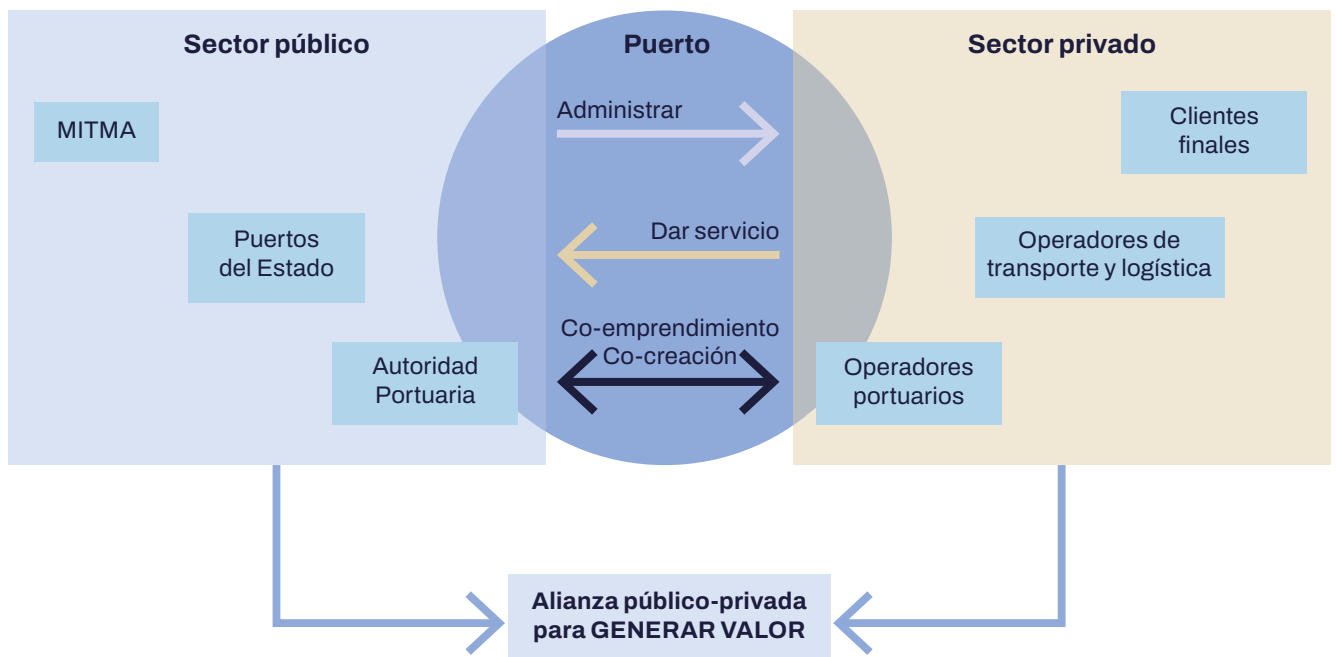 Sector público
Puerto
Sector privado
MITMA
Administrar
Clientes
finales
Puertos
del Estado
Dar servicio
Operadores de
transporte y logística
Autoridad
Portuaria
Co-emprendimiento
Co-creación
Operadores
portuarios
Alianza público-privada
para GENERAR VALOR